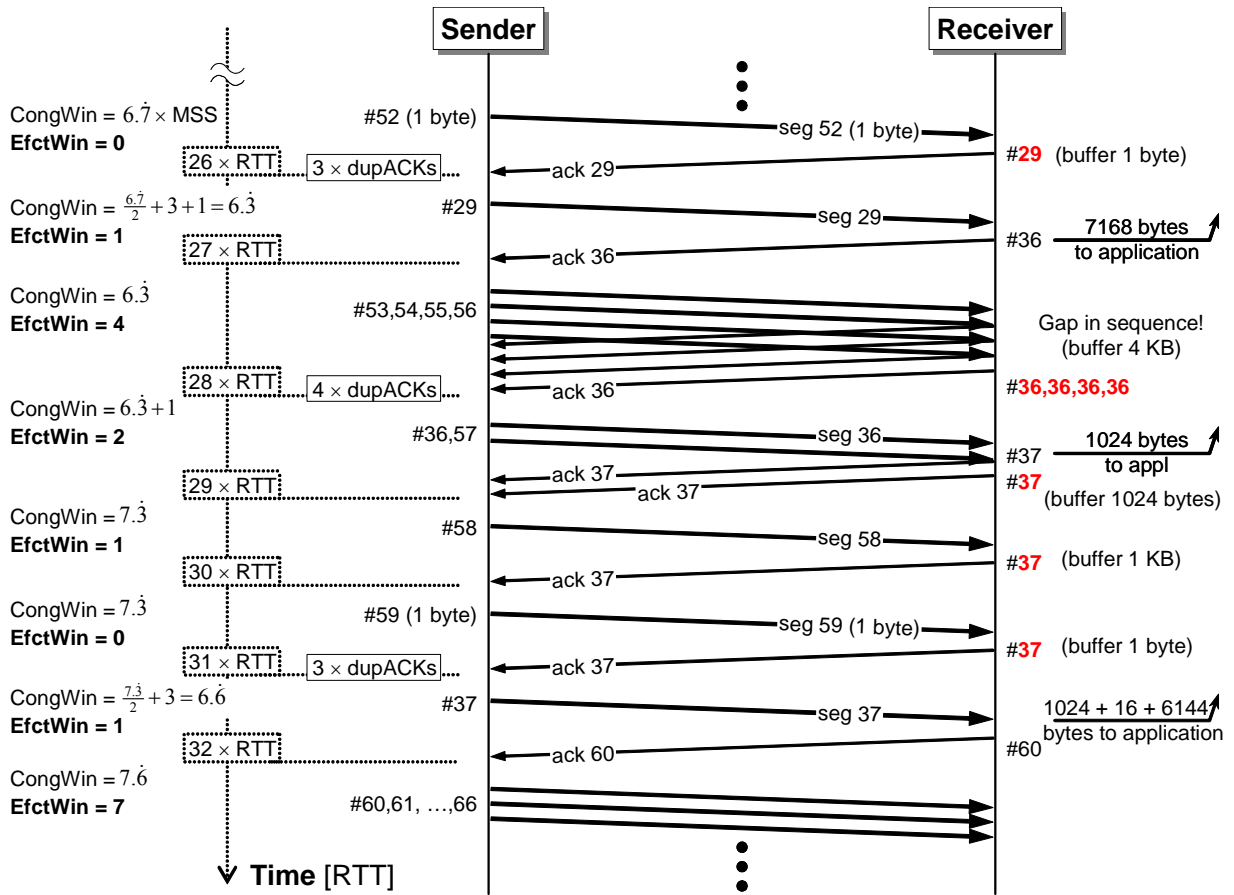 Sender
Receiver
CongWin = 6.7̇ × MSS
EfctWin = 0
#52 (1 byte)
seg 52 (1 byte)
26 × RTT
3 × dupACKs
ack 29
#29 (buffer 1 byte)
CongWin = 6.7̇/2 + 3 + 1 = 6.3̇
EfctWin = 1
#29
seg 29
27 × RTT
ack 36
#36
7168 bytes
to application
CongWin = 6.3̇
EfctWin = 4
#53,54,55,56
Gap in sequence!
(buffer 4 KB)
28 × RTT
4 × dupACKs
ack 36
#36,36,36,36
CongWin = 6.3̇+1
EfctWin = 2
#36,57
seg 36
#37
1024 bytes
to appl
29 × RTT
ack 37
ack 37
#37
(buffer 1024 bytes)
CongWin = 7.3̇
EfctWin = 1
#58
seg 58
30 × RTT
ack 37
#37 (buffer 1 KB)
CongWin = 7.3̇
EfctWin = 0
#59 (1 byte)
seg 59 (1 byte)
31 × RTT
3 × dupACKs
ack 37
#37 (buffer 1 byte)
CongWin = 7.3̇/2 + 3 = 6.6̇
EfctWin = 1
#37
seg 37
1024 + 16 + 6144
bytes to application
32 × RTT
ack 60
#60
CongWin = 7.6̇
EfctWin = 7
#60,61, …,66
Time [RTT]